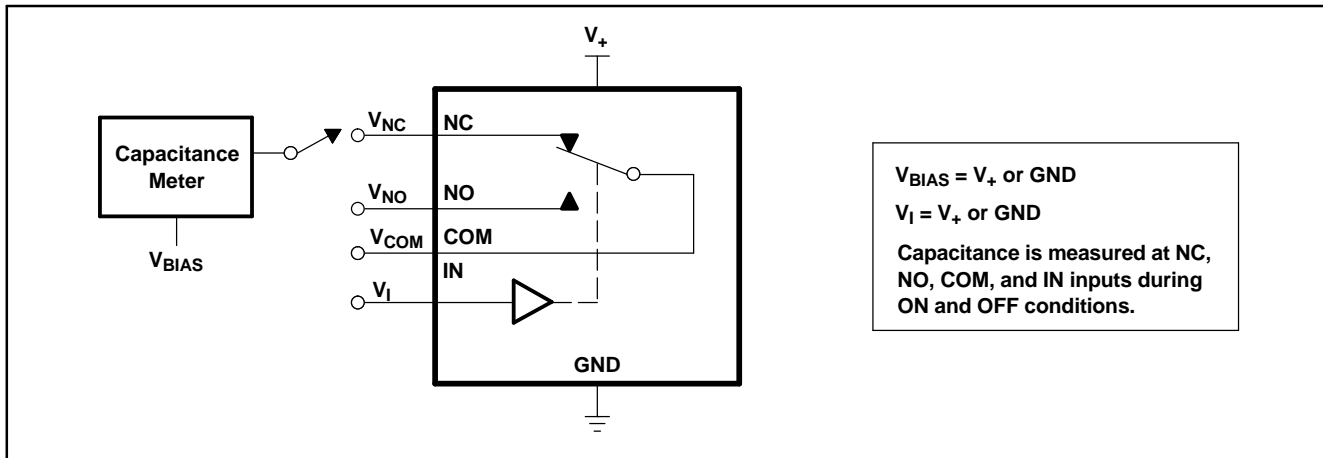 V+
Capacitance
Meter
VBIAS
VNC
NC
VNO
NO
VCOM
COM
IN
VI
GND
VBIAS = V+ or GND
VI = V+ or GND
Capacitance is measured at NC,
NO, COM, and IN inputs during
ON and OFF conditions.